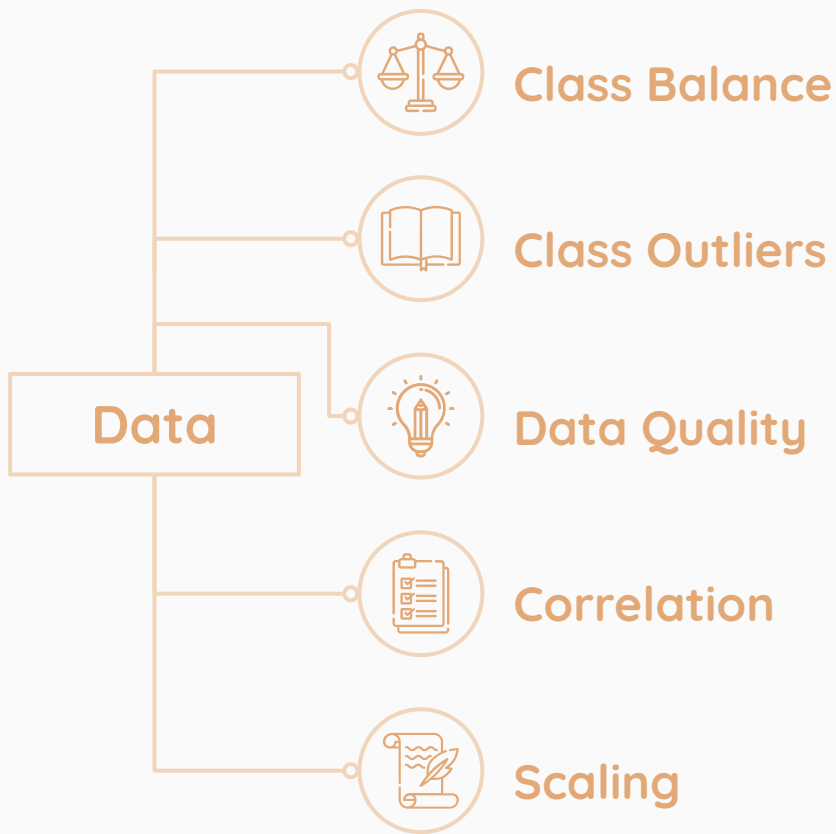 Class Balance
Class Outliers
Data
Data Quality
Correlation
Scaling